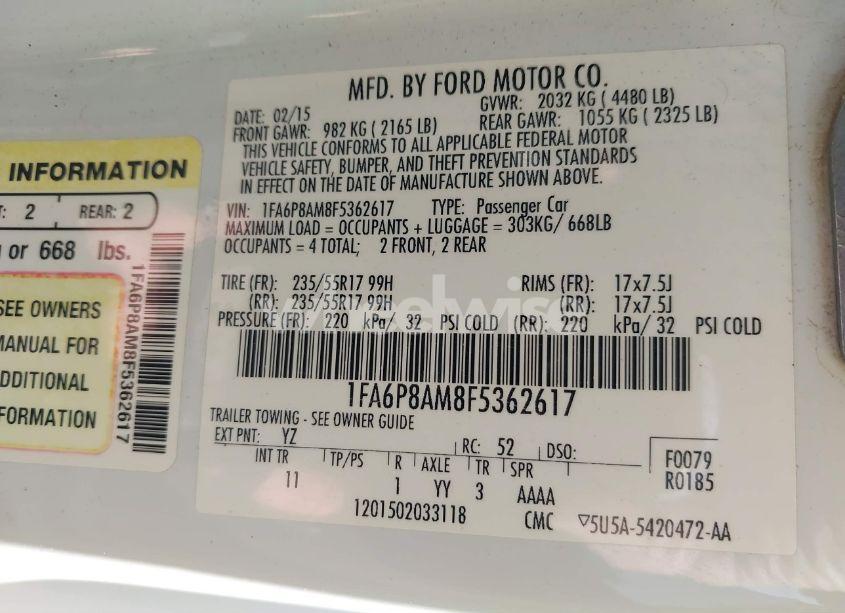 INFORMATION
T: 2 REAR: 2
or 668 lbs.
SEE OWNERS
MANUAL FOR
ADDITIONAL
INFORMATION
1FA6P8AM8F5362617
MFD. BY FORD MOTOR CO.
DATE: 02/15 GVWR: 2032 KG ( 4480 LB)
FRONT GAWR: 982 KG ( 2165 LB) REAR GAWR: 1055 KG ( 2325 LB)
THIS VEHICLE CONFORMS TO ALL APPLICABLE FEDERAL MOTOR
VEHICLE SAFETY, BUMPER, AND THEFT PREVENTION STANDARDS
IN EFFECT ON THE DATE OF MANUFACTURE SHOWN ABOVE.
VIN: 1FA6P8AM8F5362617 TYPE: Passenger Car
MAXIMUM LOAD = OCCUPANTS + LUGGAGE = 303KG/ 668LB
OCCUPANTS = 4 TOTAL; 2 FRONT, 2 REAR
TIRE (FR): 235/55R17 99H RIMS (FR): 17x7.5J
(RR): 235/55R17 99H (RR): 17x7.5J
PRESSURE (FR): 220 kPa/ 32 PSI COLD (RR): 220 kPa/ 32 PSI COLD
1FA6P8AM8F5362617
TRAILER TOWING - SEE OWNER GUIDE
EXT PNT: YZ RC: 52 DSO:
INT TR TP/PS R AXLE TR SPR
11 1 YY 3 AAAA
F0079
R0185
1201502033118 CMC ▽5U5A-5420472-AA